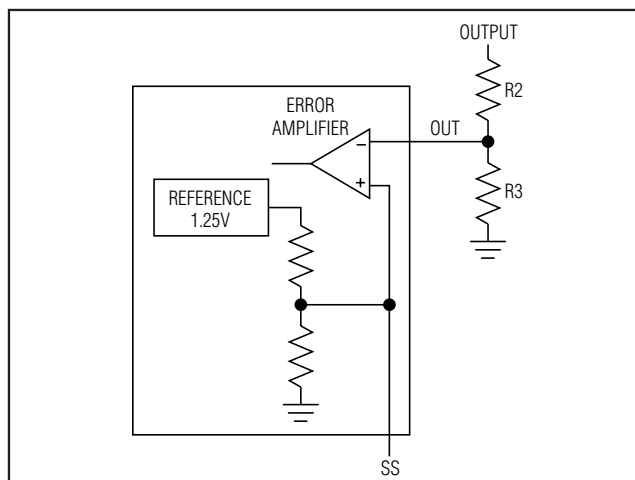 OUTPUT
R2
ERROR
AMPLIFIER
OUT
−
+
REFERENCE
1.25V
R3
SS